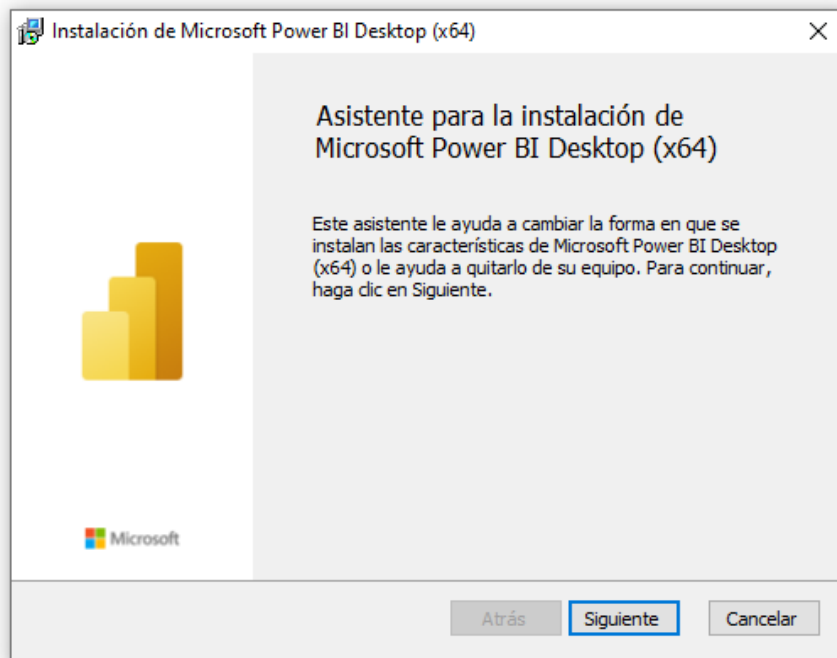 Instalación de Microsoft Power BI Desktop (x64)
Asistente para la instalación de
Microsoft Power BI Desktop (x64)
Este asistente le ayuda a cambiar la forma en que se
instalan las características de Microsoft Power BI Desktop
(x64) o le ayuda a quitarlo de su equipo. Para continuar,
haga clic en Siguiente.
Microsoft
Atrás
Siguiente
Cancelar